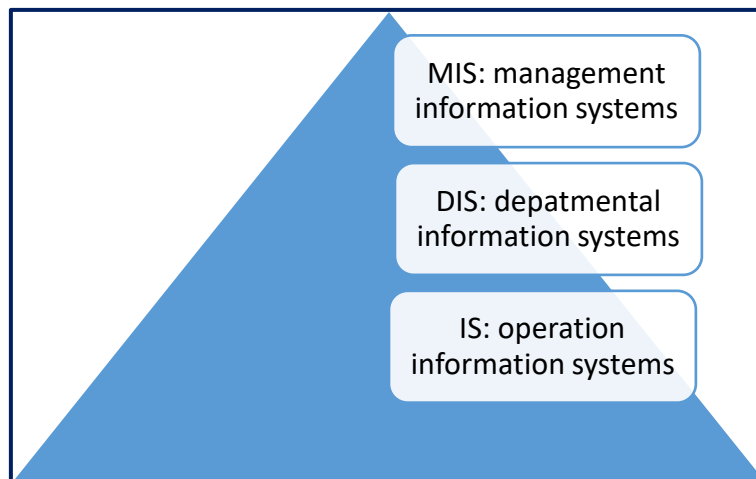 MIS: management
information systems
DIS: depatmental
information systems
IS: operation
information systems